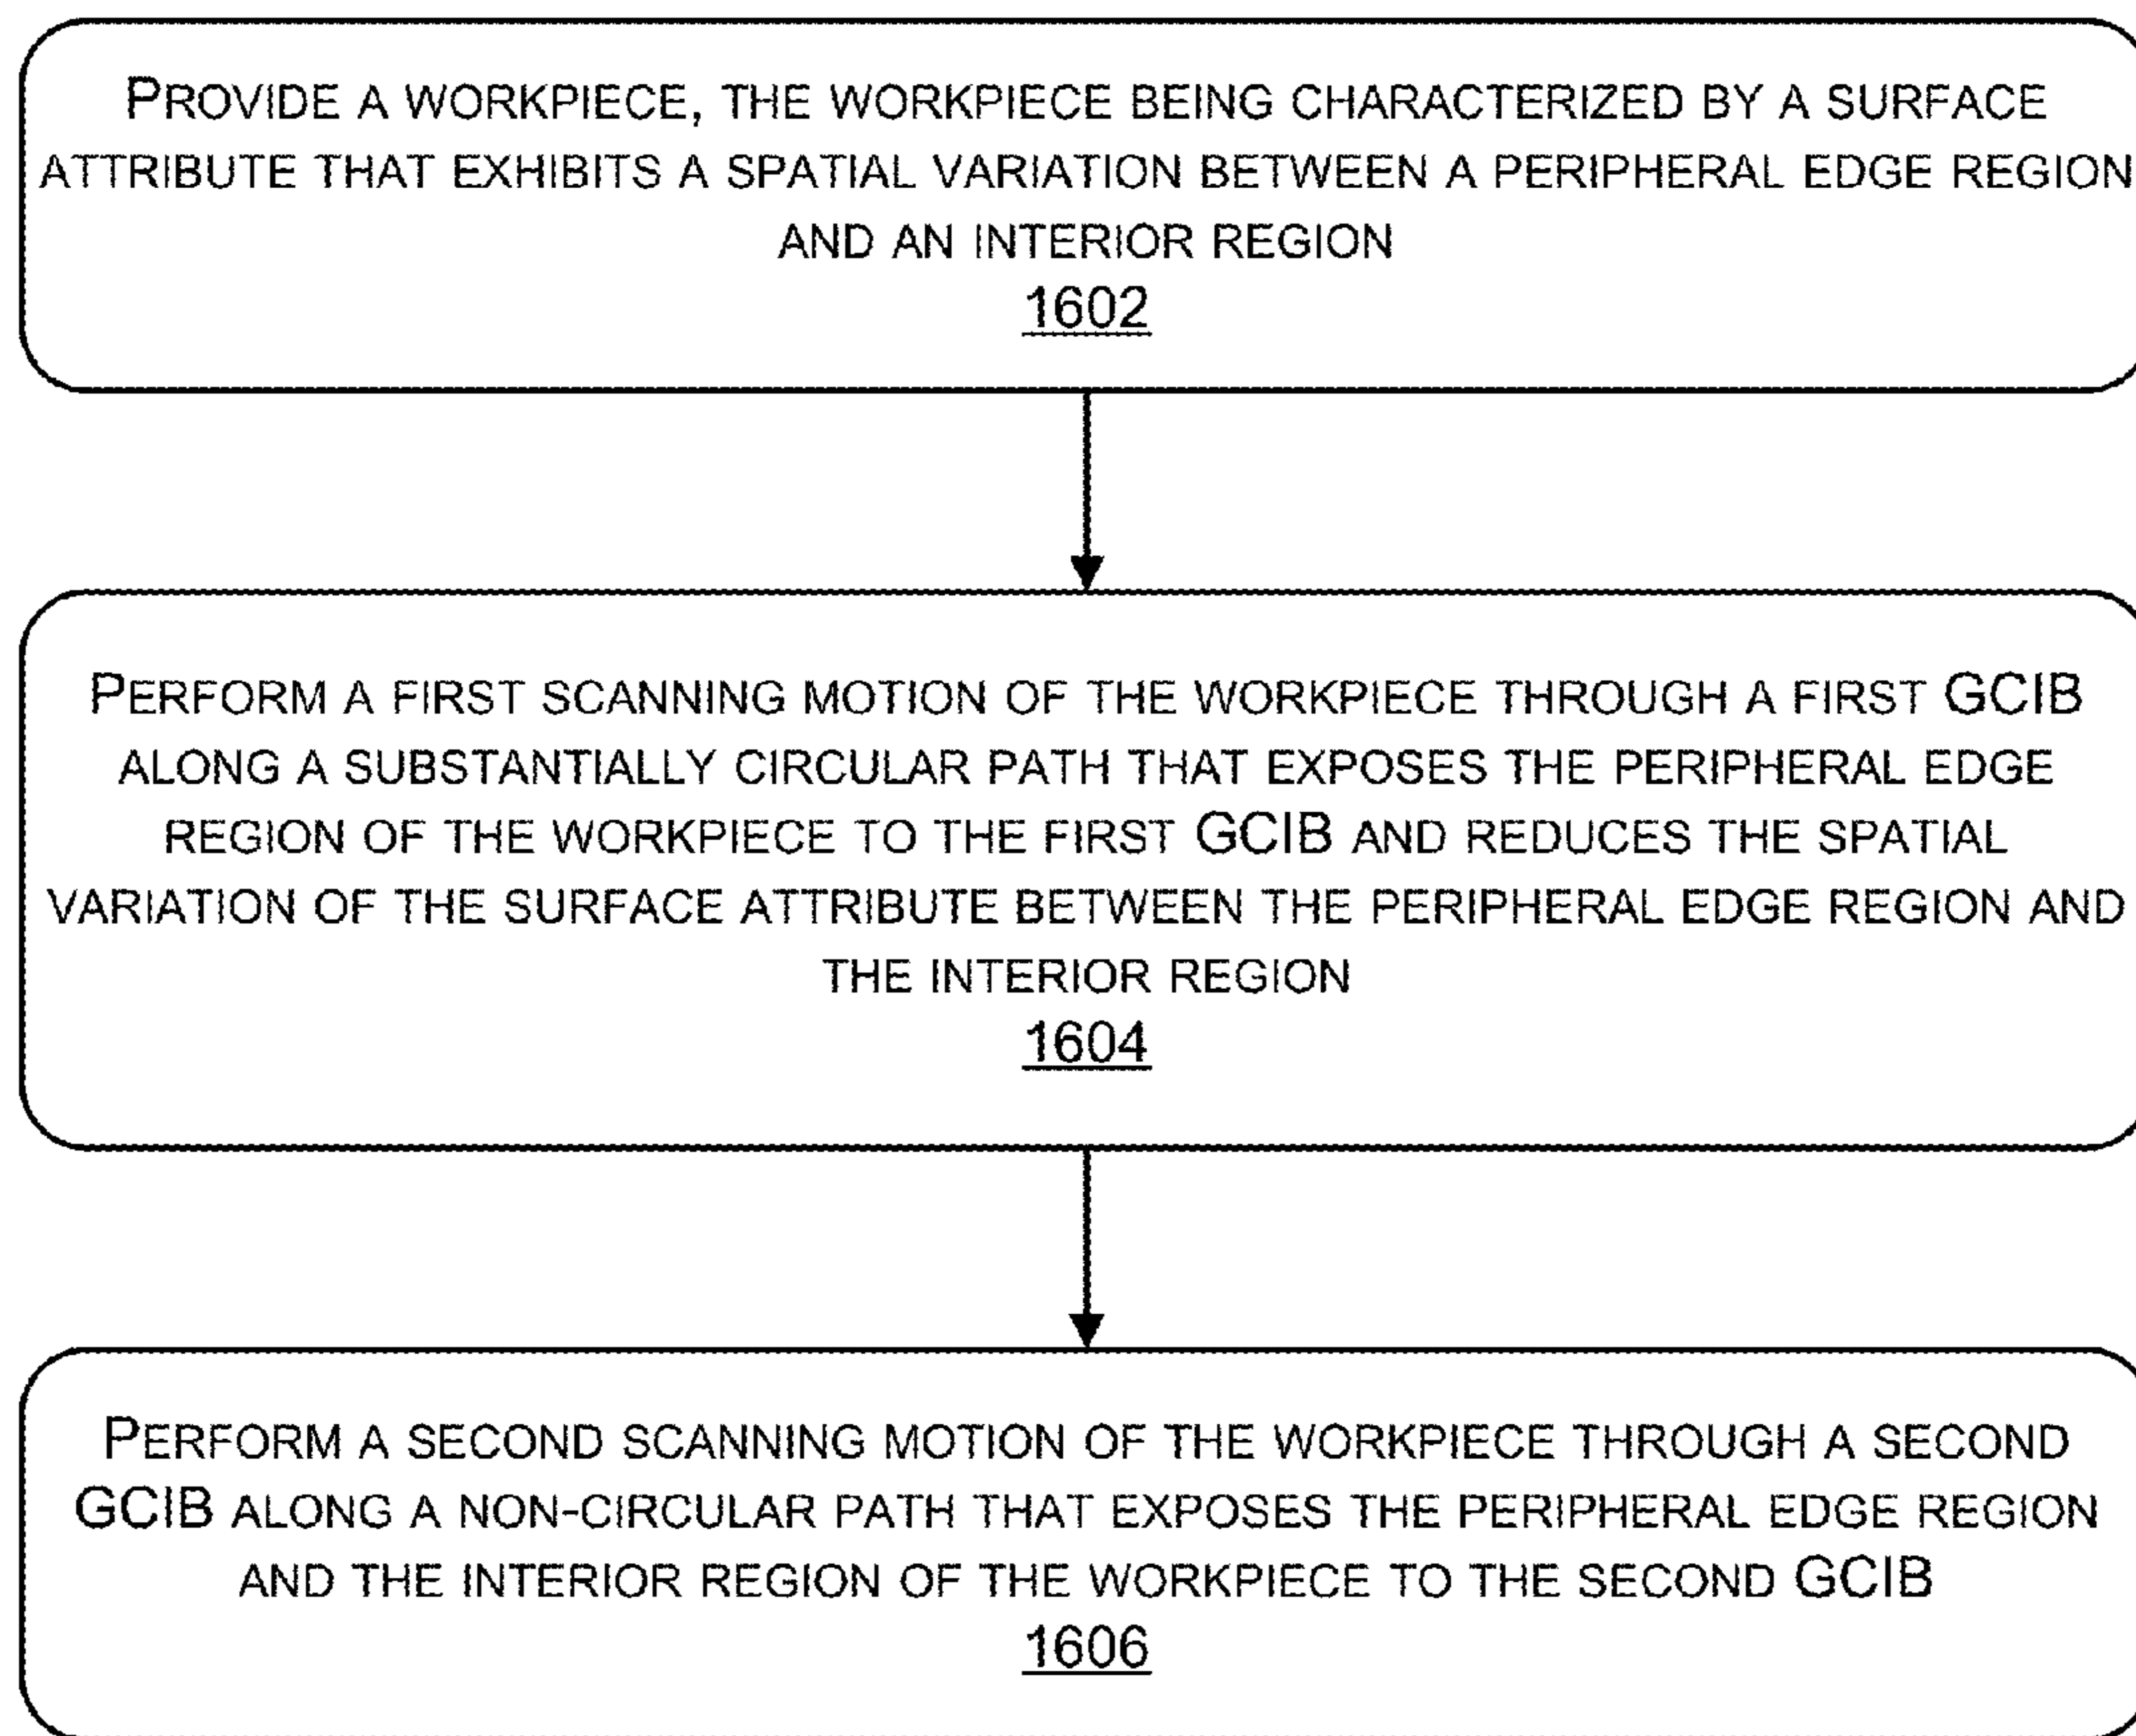 PROVIDE A WORKPIECE, THE WORKPIECE BEING CHARACTERIZED BY A SURFACE
ATTRIBUTE THAT EXHIBITS A SPATIAL VARIATION BETWEEN A PERIPHERAL EDGE REGION
AND AN INTERIOR REGION
1602
PERFORM A FIRST SCANNING MOTION OF THE WORKPIECE THROUGH A FIRST GCIB
ALONG A SUBSTANTIALLY CIRCULAR PATH THAT EXPOSES THE PERIPHERAL EDGE
REGION OF THE WORKPIECE TO THE FIRST GCIB AND REDUCES THE SPATIAL
VARIATION OF THE SURFACE ATTRIBUTE BETWEEN THE PERIPHERAL EDGE REGION AND
THE INTERIOR REGION
1604
PERFORM A SECOND SCANNING MOTION OF THE WORKPIECE THROUGH A SECOND
GCIB ALONG A NON-CIRCULAR PATH THAT EXPOSES THE PERIPHERAL EDGE REGION
AND THE INTERIOR REGION OF THE WORKPIECE TO THE SECOND GCIB
1606